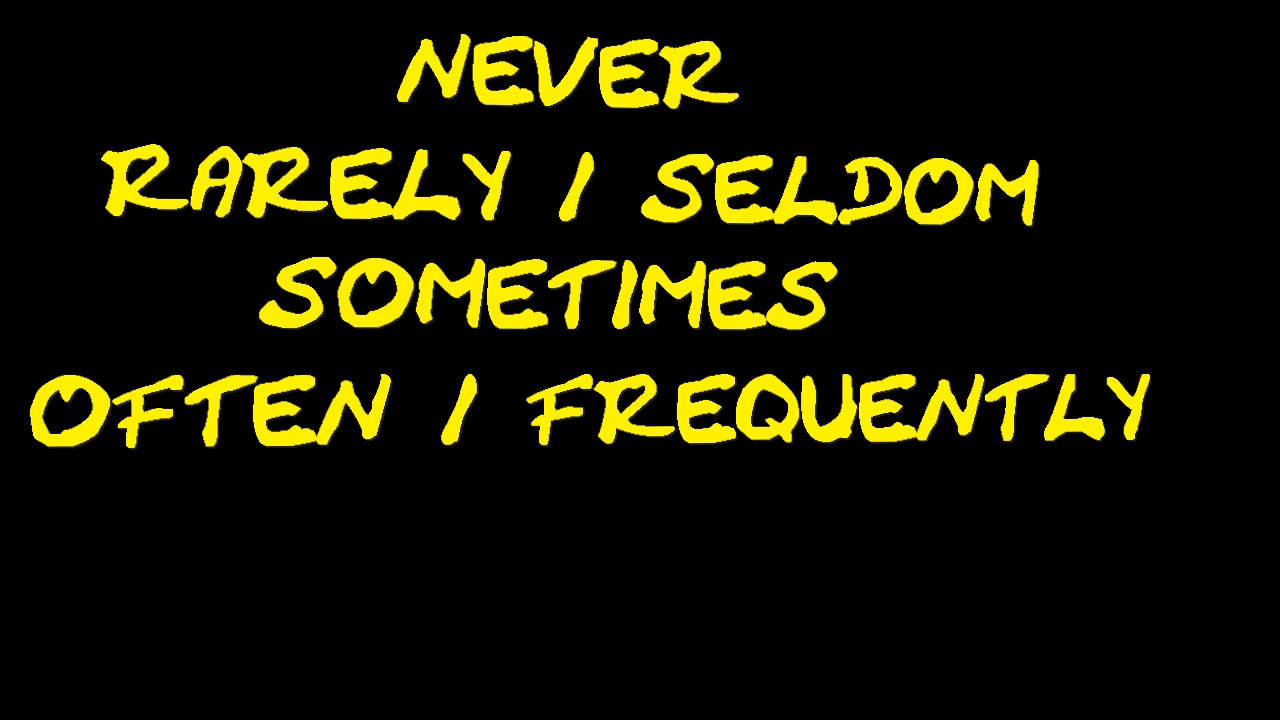 NEVER
RARELY / SELDOM
SOMETIMES
OFTEN / FREQUENTLY